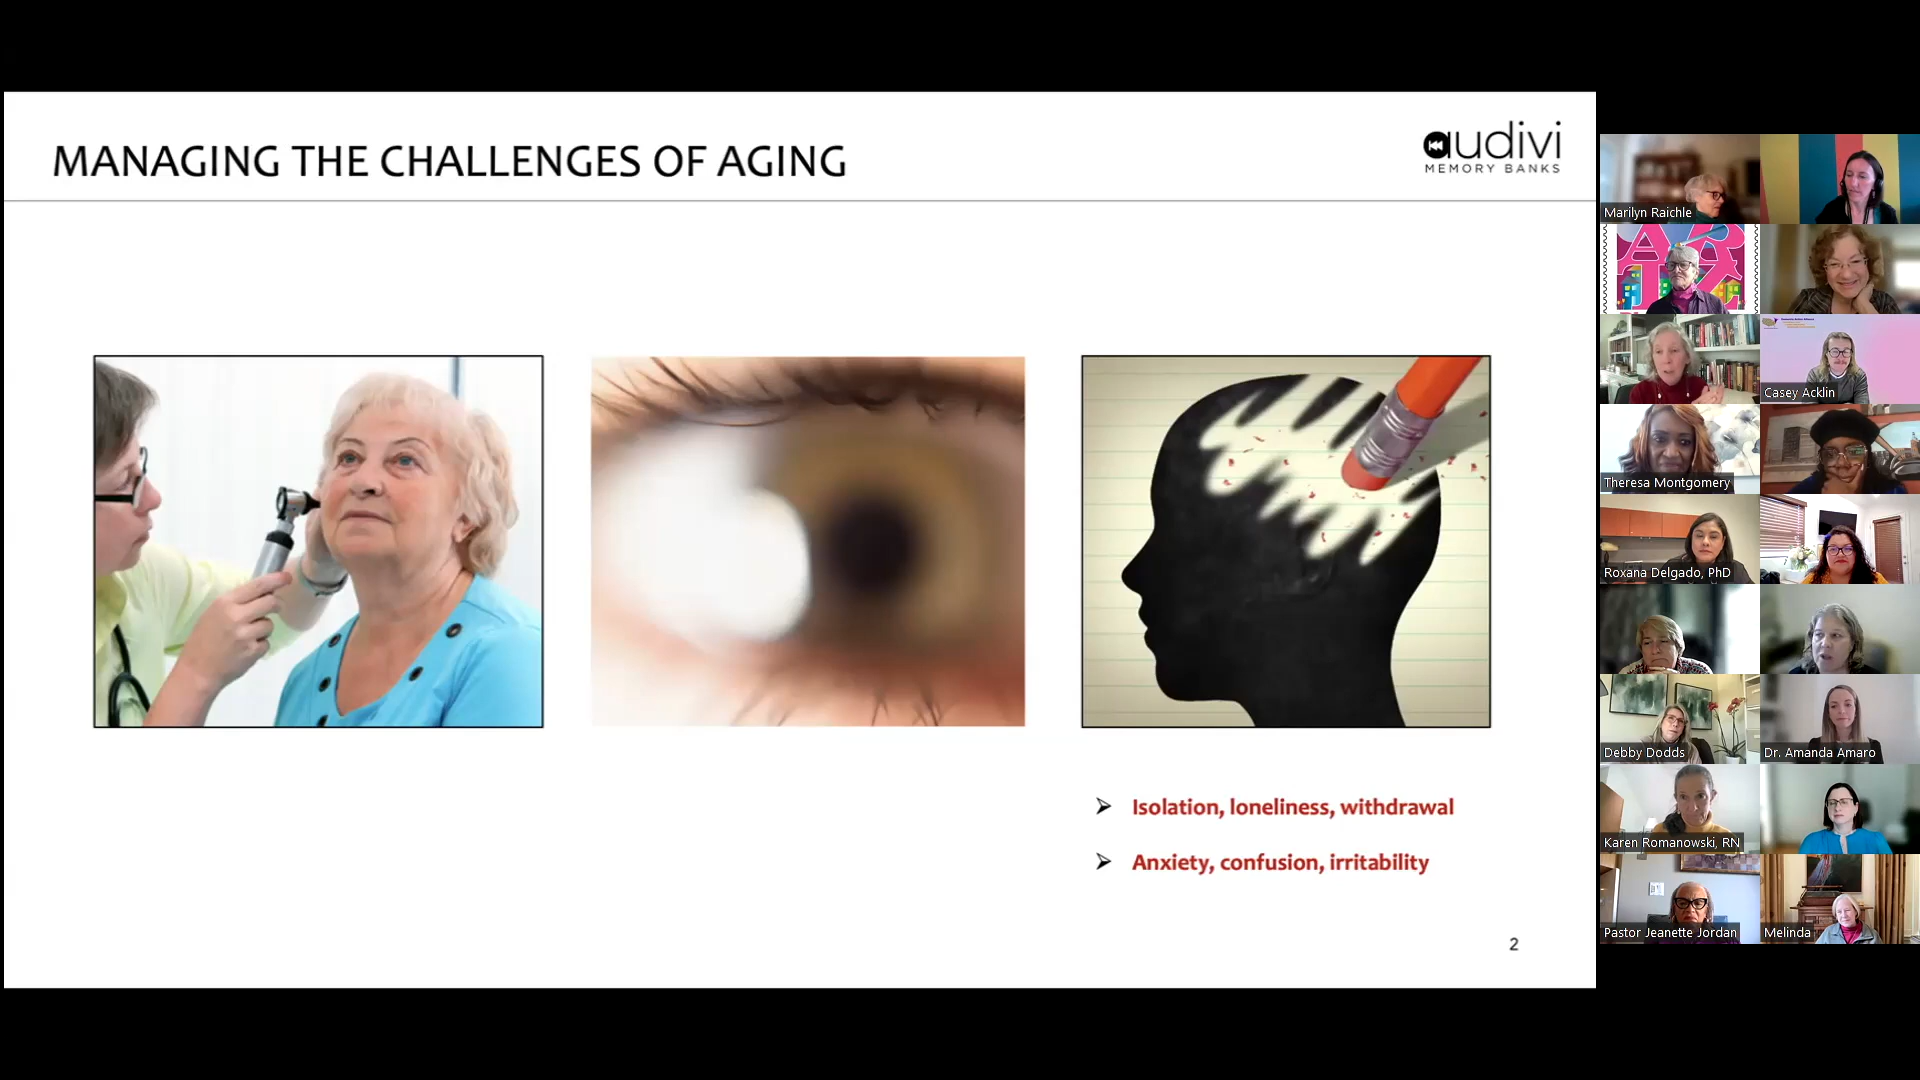 MANAGING THE CHALLENGES OF AGING
audivi
MEMORY BANKS
Isolation, loneliness, withdrawal
Anxiety, confusion, irritability
2
Marilyn Raichle
Casey Acklin
Theresa Montgomery
Roxana Delgado, PhD
Debby Dodds
Dr. Amanda Amaro
Karen Romanowski, RN
Pastor Jeanette Jordan
Melinda